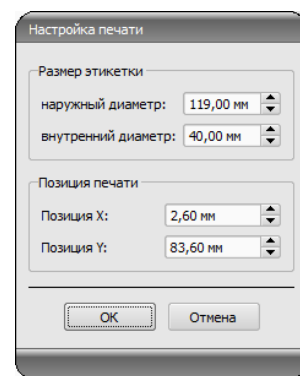 Настройка печати
Размер этикетки
наружный диаметр: 119,00 мм
внутренний диаметр: 40,00 мм
Позиция печати
Позиция X: 2,60 мм
Позиция Y: 83,60 мм
OK Отмена